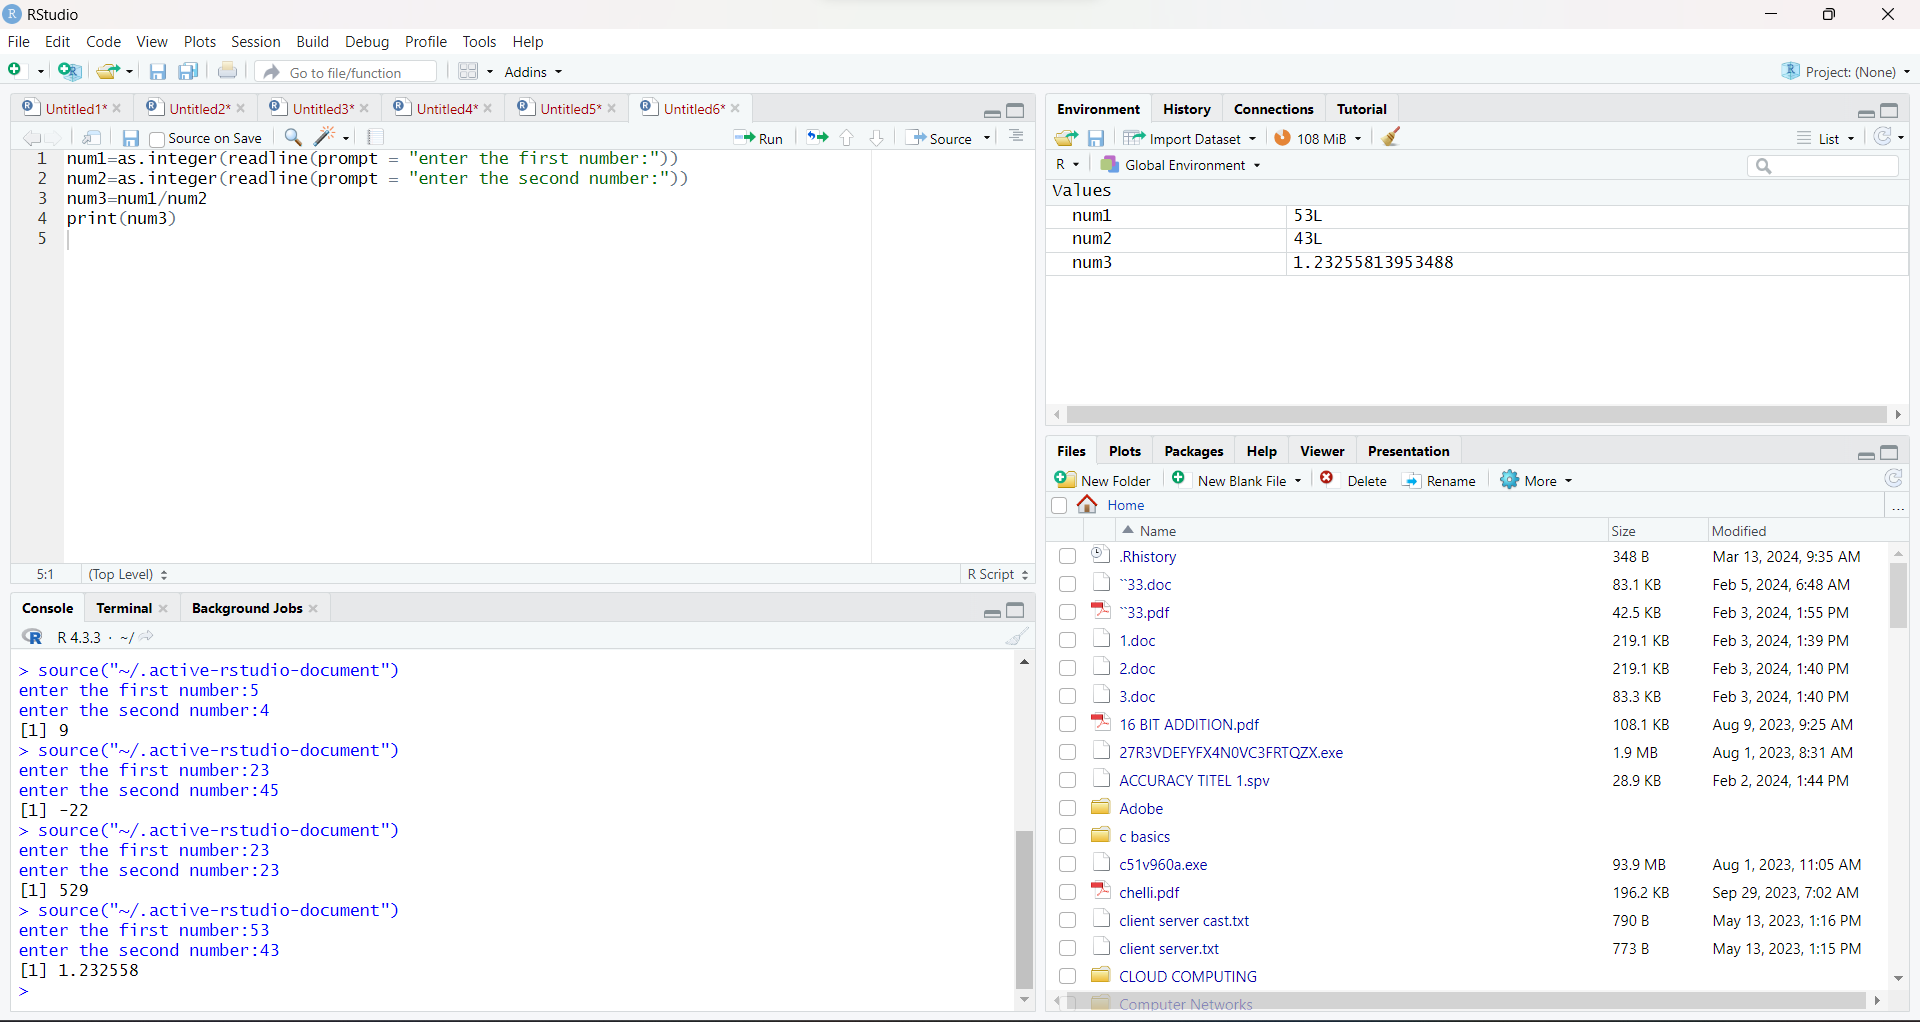 RStudio
File Edit Code View Plots Session Build Debug Profile Tools Help
Go to file/function Addins Project: (None)
Untitled1* Untitled2* Untitled3* Untitled4* Untitled5* Untitled6*
Source on Save Run Source
1 num1=as.integer(readline(prompt = "enter the first number:"))
2 num2=as.integer(readline(prompt = "enter the second number:"))
3 num3=num1/num2
4 print(num3)
5
5:1 (Top Level) R Script
Console Terminal Background Jobs
R 4.3.3 · ~/
> source("~/.active-rstudio-document")
enter the first number:5
enter the second number:4
[1] 9
> source("~/.active-rstudio-document")
enter the first number:23
enter the second number:45
[1] -22
> source("~/.active-rstudio-document")
enter the first number:23
enter the second number:23
[1] 529
> source("~/.active-rstudio-document")
enter the first number:53
enter the second number:43
[1] 1.232558
>
Environment History Connections Tutorial
Import Dataset 108 MiB List
R Global Environment
Values
num1 53L
num2 43L
num3 1.23255813953488
Files Plots Packages Help Viewer Presentation
New Folder New Blank File Delete Rename More
Home ...
Name Size Modified
.Rhistory 348 B Mar 13, 2024, 9:35 AM
``33.doc 83.1 KB Feb 5, 2024, 6:48 AM
``33.pdf 42.5 KB Feb 3, 2024, 1:55 PM
1.doc 219.1 KB Feb 3, 2024, 1:39 PM
2.doc 219.1 KB Feb 3, 2024, 1:40 PM
3.doc 83.3 KB Feb 3, 2024, 1:40 PM
16 BIT ADDITION.pdf 108.1 KB Aug 9, 2023, 9:25 AM
27R3VDEFYFX4N0VC3FRTQZX.exe 1.9 MB Aug 1, 2023, 8:31 AM
ACCURACY TITEL 1.spv 28.9 KB Feb 2, 2024, 1:44 PM
Adobe
c basics
c51v960a.exe 93.9 MB Aug 1, 2023, 11:05 AM
chelli.pdf 196.2 KB Sep 29, 2023, 7:02 AM
client server cast.txt 790 B May 13, 2023, 1:16 PM
client server.txt 773 B May 13, 2023, 1:15 PM
CLOUD COMPUTING
Computer Networks